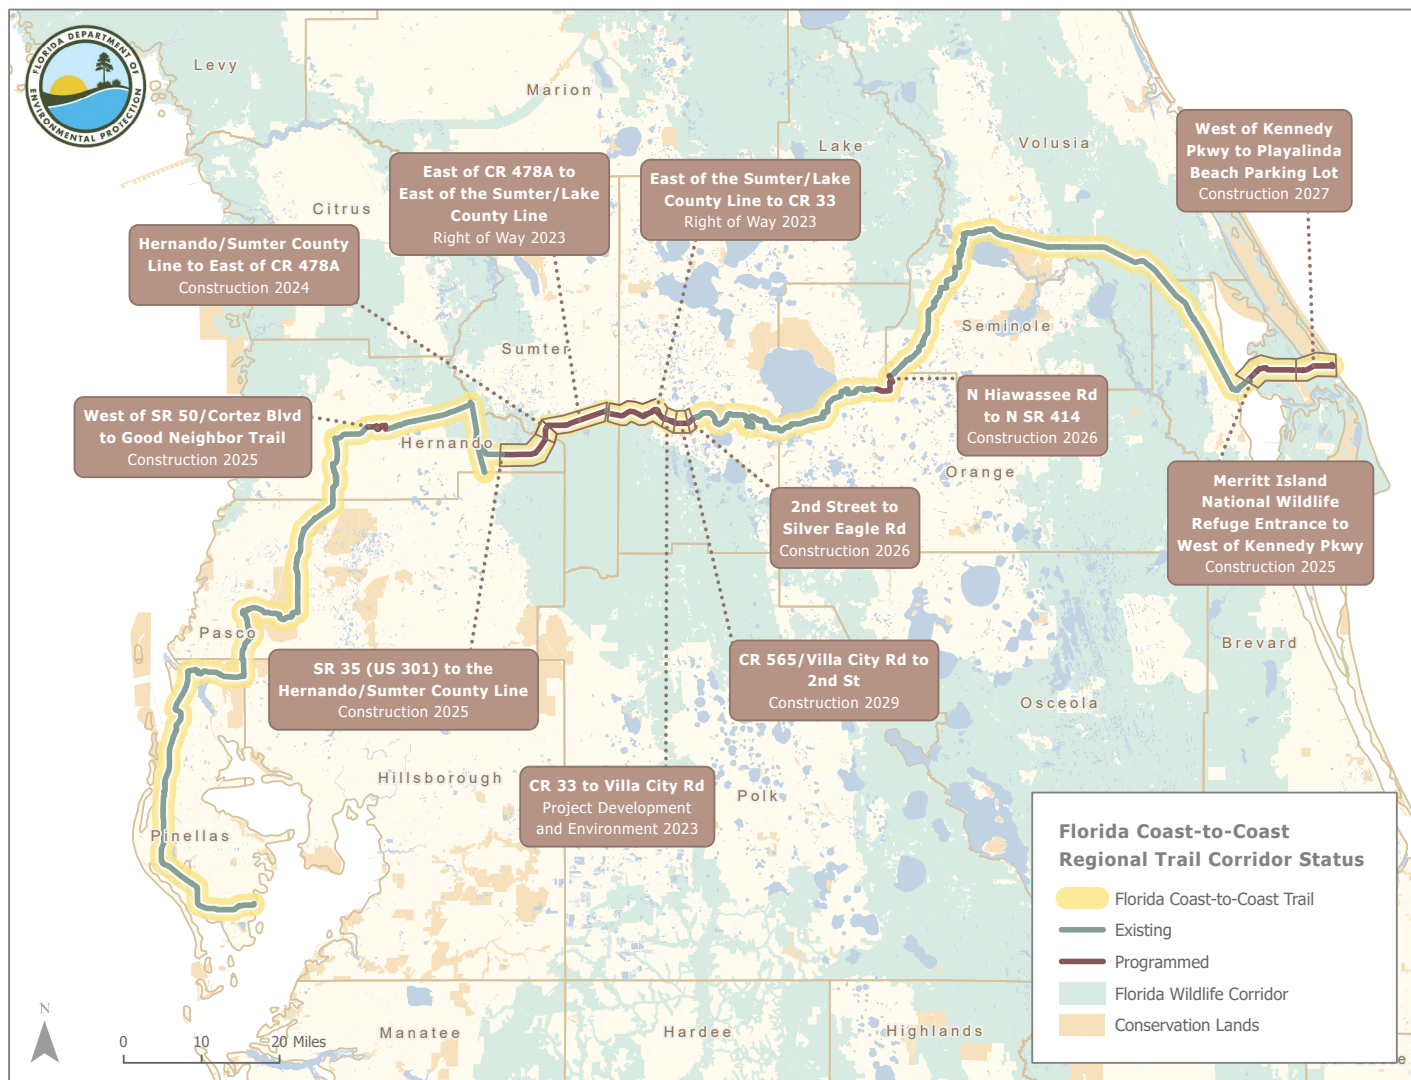 FLORIDA DEPARTMENT OF
ENVIRONMENTAL PROTECTION
Levy
Marion
Lake
Volusia
Citrus
Sumter
Seminole
Hernando
Orange
Pasco
Brevard
Osceola
Hillsborough
Polk
Pinellas
Manatee
Hardee
Highlands
West of Kennedy
Pkwy to Playalinda
Beach Parking Lot
Construction 2027
East of CR 478A to
East of the Sumter/Lake
County Line
Right of Way 2023
East of the Sumter/Lake
County Line to CR 33
Right of Way 2023
Hernando/Sumter County
Line to East of CR 478A
Construction 2024
West of SR 50/Cortez Blvd
to Good Neighbor Trail
Construction 2025
N Hiawassee Rd
to N SR 414
Construction 2026
Merritt Island
National Wildlife
Refuge Entrance to
West of Kennedy Pkwy
Construction 2025
2nd Street to
Silver Eagle Rd
Construction 2026
SR 35 (US 301) to the
Hernando/Sumter County Line
Construction 2025
CR 565/Villa City Rd to
2nd St
Construction 2029
CR 33 to Villa City Rd
Project Development
and Environment 2023
Florida Coast-to-Coast
Regional Trail Corridor Status
Florida Coast-to-Coast Trail
Existing
Programmed
Florida Wildlife Corridor
Conservation Lands
N
0 10 20 Miles